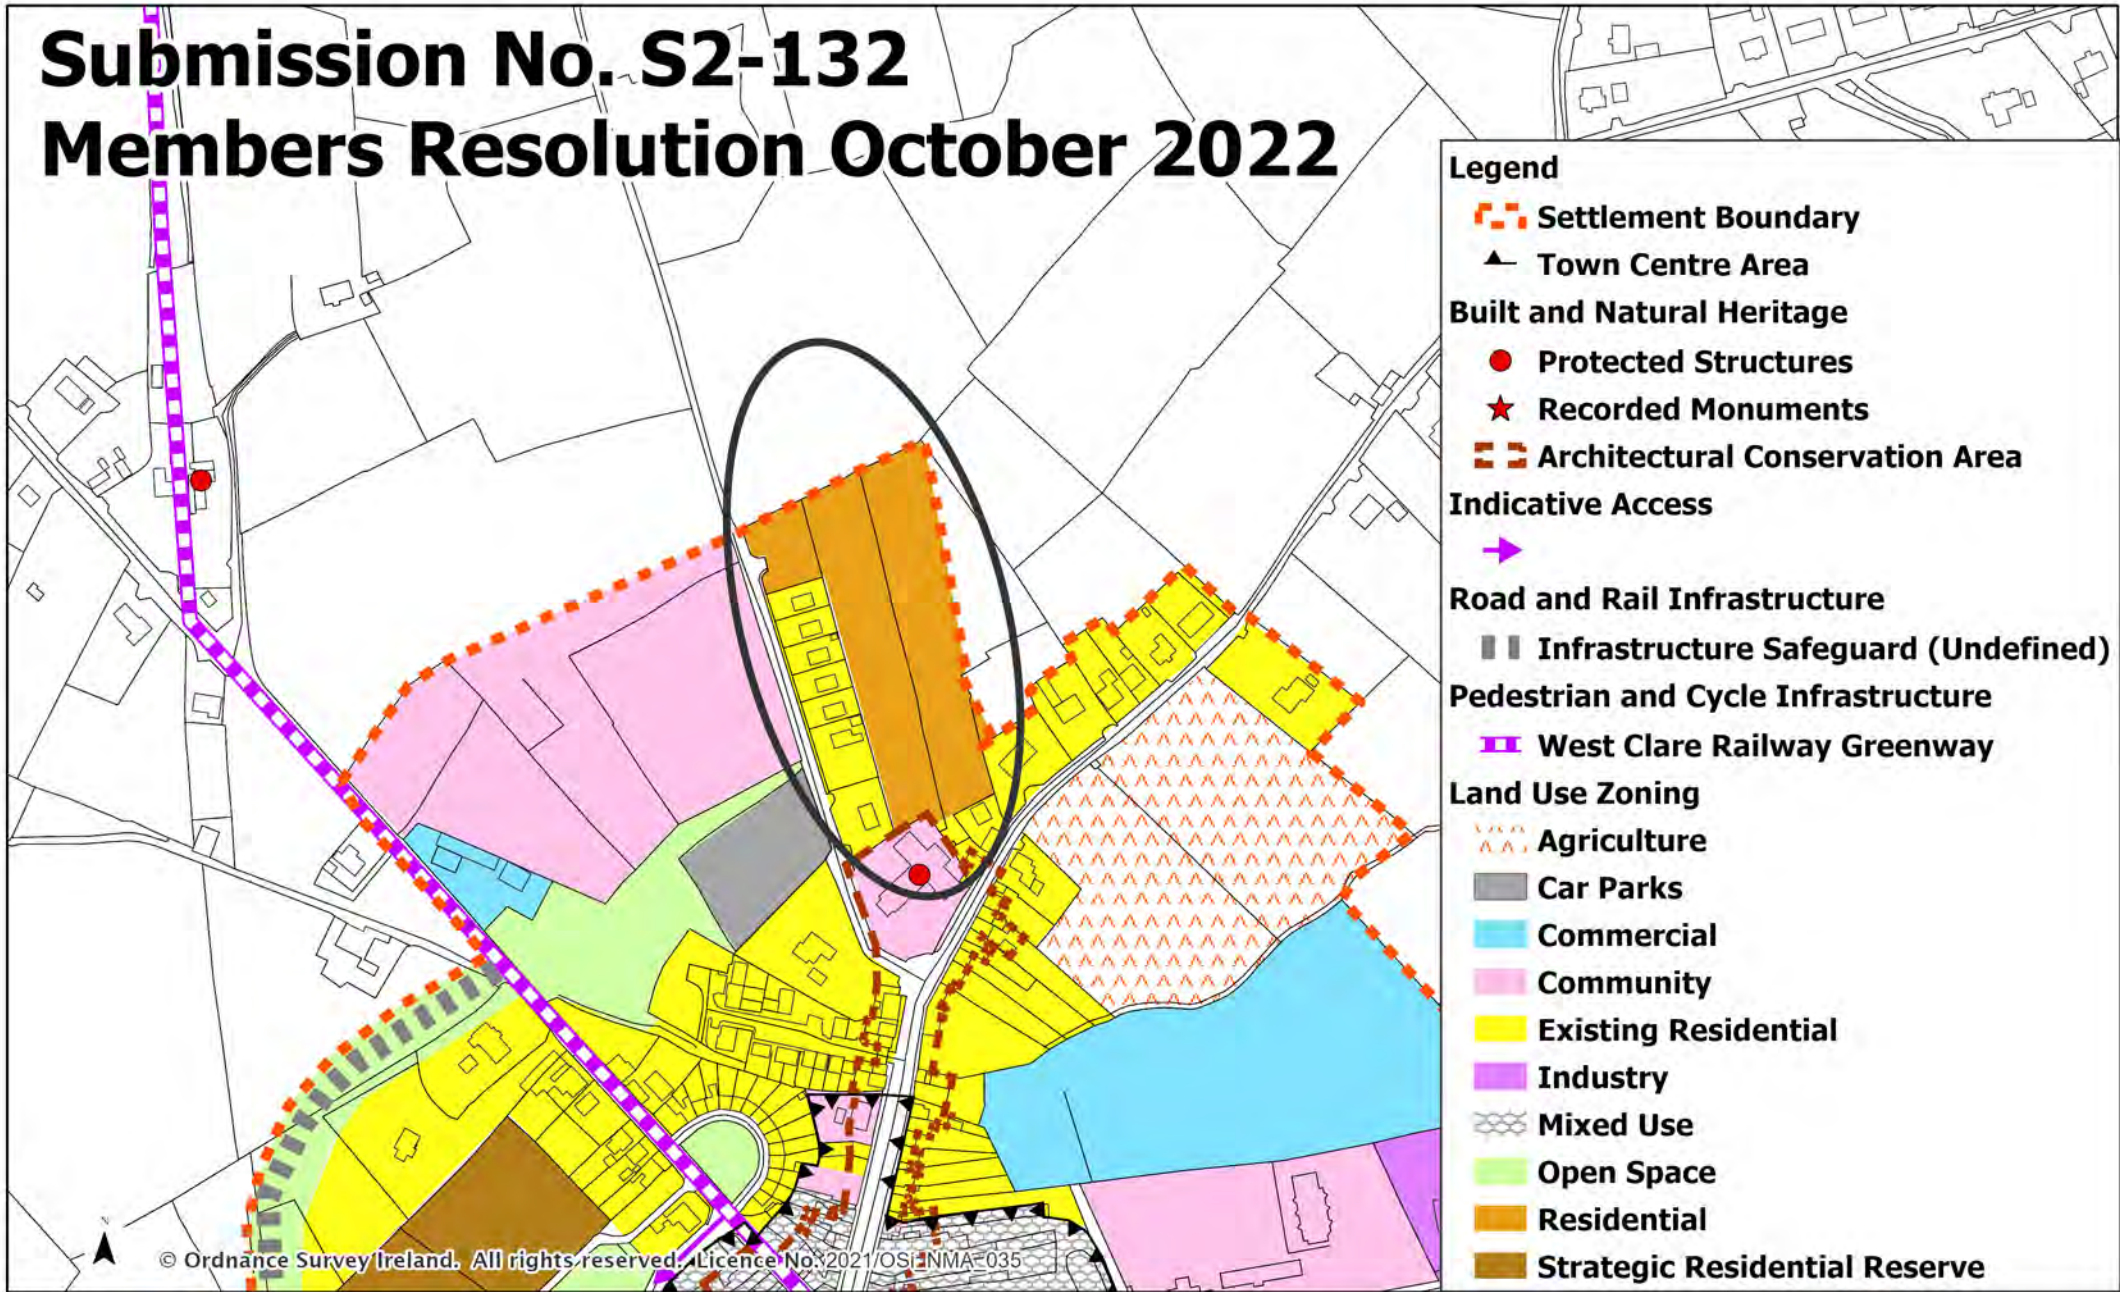 Submission No. S2-132
Members Resolution October 2022
Legend
Settlement Boundary
Town Centre Area
Built and Natural Heritage
Protected Structures
Recorded Monuments
Architectural Conservation Area
Indicative Access
Road and Rail Infrastructure
Infrastructure Safeguard (Undefined)
Pedestrian and Cycle Infrastructure
West Clare Railway Greenway
Land Use Zoning
Agriculture
Car Parks
Commercial
Community
Existing Residential
Industry
Mixed Use
Open Space
Residential
Strategic Residential Reserve
N
© Ordnance Survey Ireland. All rights reserved. Licence No. 2021/OSi_NMA_035